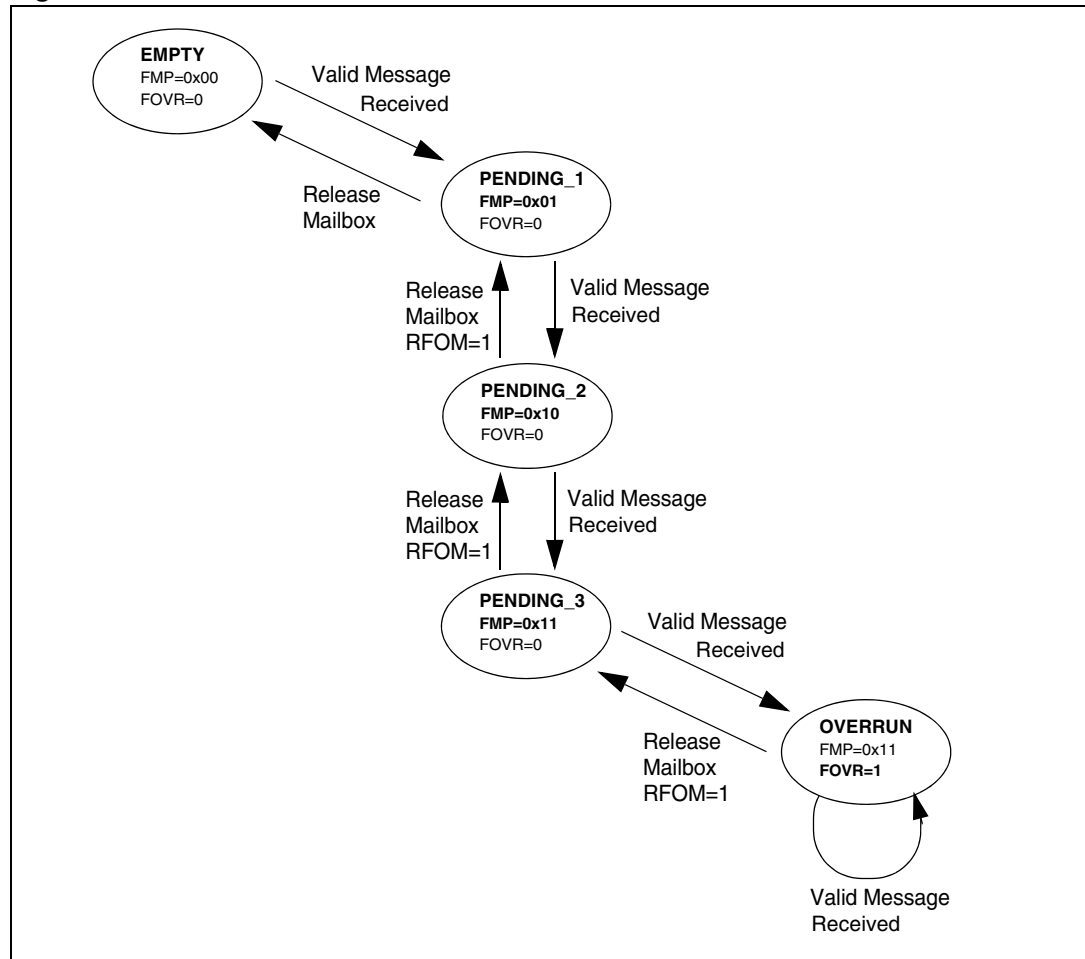 EMPTY
FMP=0x00
FOVR=0
Valid Message
Received
Release
Mailbox
PENDING_1
FMP=0x01
FOVR=0
Release
Mailbox
RFOM=1
Valid Message
Received
PENDING_2
FMP=0x10
FOVR=0
Release
Mailbox
RFOM=1
Valid Message
Received
PENDING_3
FMP=0x11
FOVR=0
Valid Message
Received
Release
Mailbox
RFOM=1
OVERRUN
FMP=0x11
FOVR=1
Valid Message
Received